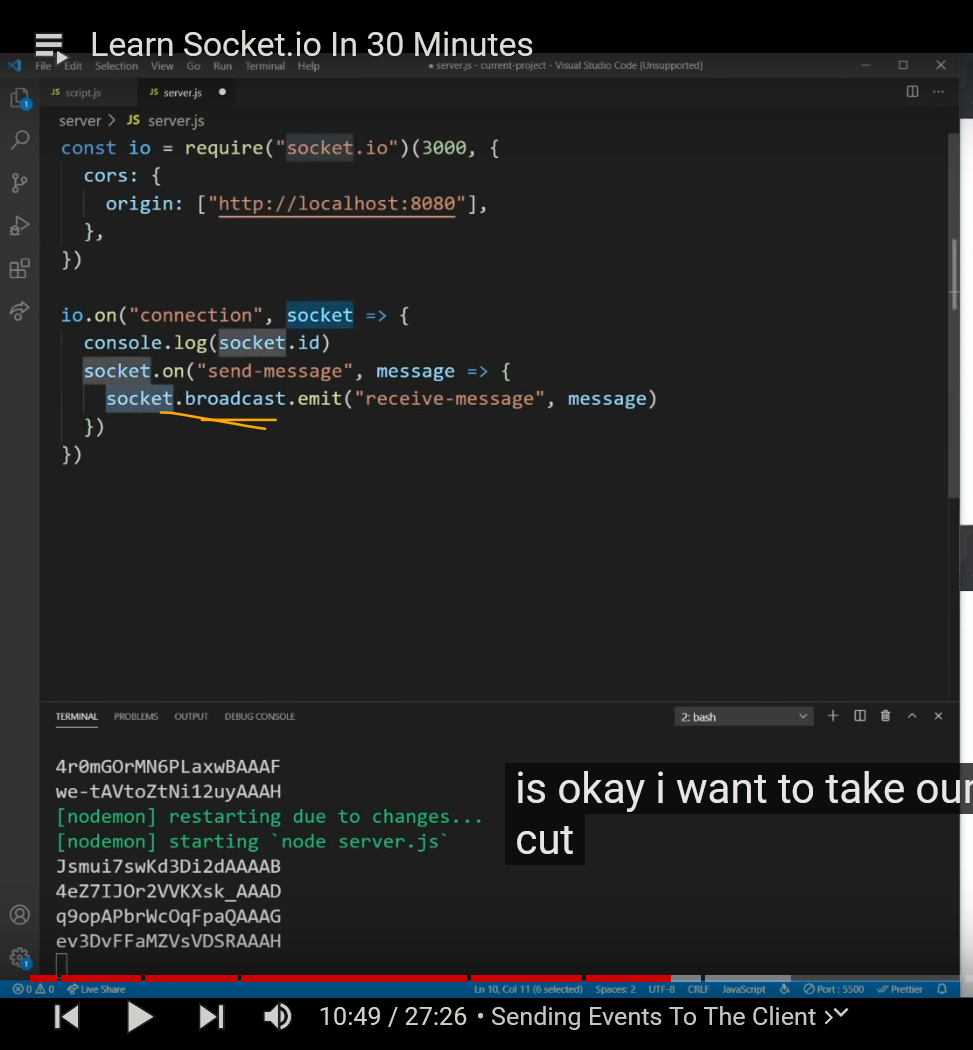 Learn Socket.io In 30 Minutes
File Edit Selection View Go Run Terminal Help
● server.js - current-project - Visual Studio Code [Unsupported]
JS script.js
JS server.js ●
server > JS server.js
const io = require("socket.io")(3000, {
  cors: {
    origin: ["http://localhost:8080"],
  },
})
io.on("connection", socket => {
  console.log(socket.id)
  socket.on("send-message", message => {
    socket.broadcast.emit("receive-message", message)
  })
})
TERMINAL PROBLEMS OUTPUT DEBUG CONSOLE
2: bash
4r0mGOrMN6PLaxwBAAAF
we-tAVtoZtNi12uyAAAH
[nodemon] restarting due to changes...
[nodemon] starting `node server.js`
Jsmui7swKd3Di2dAAAAB
4eZ7IJOr2VVKXsk_AAAD
q9opAPbrWcOqFpaQAAAG
ev3DvFFaMZVsVDSRAAAH
is okay i want to take our
cut
0 0 Live Share
Ln 10, Col 11 (6 selected) Spaces: 2 UTF-8 CRLF JavaScript Port : 5500 Prettier
10:49 / 27:26 • Sending Events To The Client